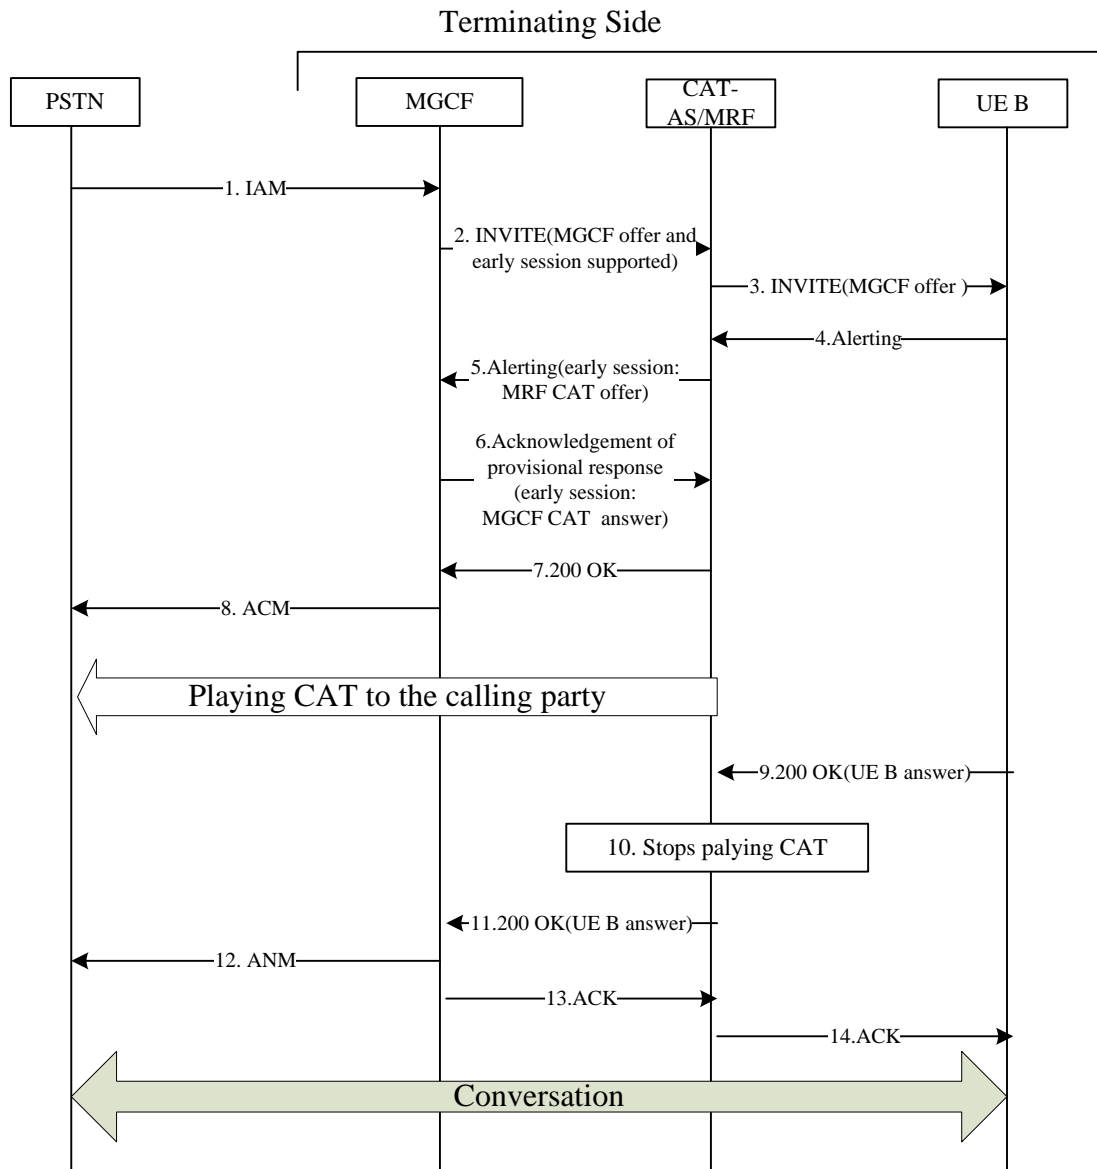 Terminating Side
PSTN
MGCF
CAT-
AS/MRF
UE B
1. IAM
2. INVITE(MGCF offer and
early session supported)
3. INVITE(MGCF offer )
4.Alerting
5.Alerting(early session:
MRF CAT offer)
6.Acknowledgement of
provisional response
(early session:
MGCF CAT  answer)
7.200 OK
8. ACM
Playing CAT to the calling party
9.200 OK(UE B answer)
10. Stops palying CAT
11.200 OK(UE B answer)
12. ANM
13.ACK
14.ACK
Conversation